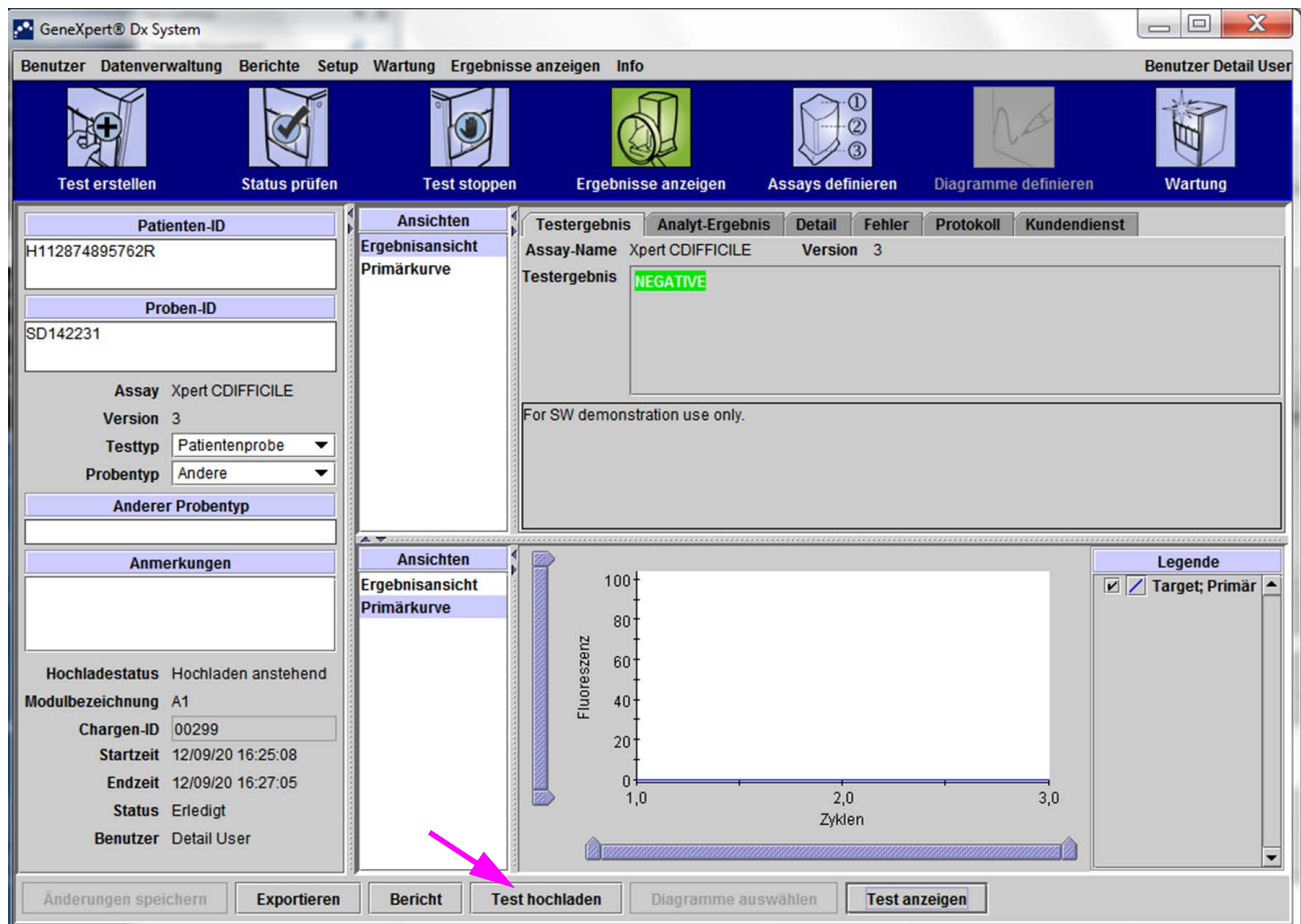 GeneXpert® Dx System
Benutzer Datenverwaltung Berichte Setup Wartung Ergebnisse anzeigen Info Benutzer Detail User
Test erstellen Status prüfen Test stoppen Ergebnisse anzeigen Assays definieren Diagramme definieren Wartung
Patienten-ID
H112874895762R
Proben-ID
SD142231
Assay Xpert CDIFFICILE
Version 3
Testtyp Patientenprobe
Probentyp Andere
Anderer Probentyp
Anmerkungen
Hochladestatus Hochladen anstehend
Modulbezeichnung A1
Chargen-ID 00299
Startzeit 12/09/20 16:25:08
Endzeit 12/09/20 16:27:05
Status Erledigt
Benutzer Detail User
Ansichten
Ergebnisansicht
Primärkurve
Testergebnis Analyt-Ergebnis Detail Fehler Protokoll Kundendienst
Assay-Name Xpert CDIFFICILE Version 3
Testergebnis NEGATIVE
For SW demonstration use only.
Ansichten
Ergebnisansicht
Primärkurve
100
80
60
40
20
0
Fluoreszenz
1,0 2,0 3,0
Zyklen
Legende
Target; Primär
Änderungen speichern Exportieren Bericht Test hochladen Diagramme auswählen Test anzeigen